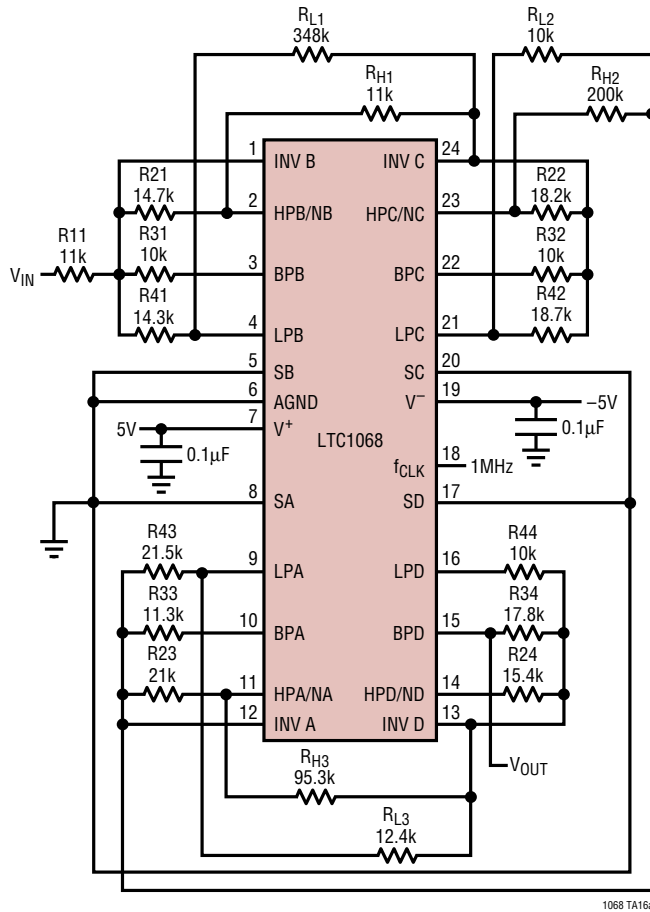 RL1
348k
RL2
10k
RH1
11k
RH2
200k
1
INV B
INV C
24
R21
14.7k
2
HPB/NB
HPC/NC
23
R22
18.2k
R11
11k
VIN
R31
10k
3
BPB
BPC
22
R32
10k
R41
14.3k
4
LPB
LPC
21
R42
18.7k
5
SB
SC
20
6
AGND
V−
19
−5V
5V
7
V+
0.1µF
0.1µF
LTC1068
fCLK
18
1MHz
8
SA
SD
17
R43
21.5k
9
LPA
LPD
16
R44
10k
R33
11.3k
10
BPA
BPD
15
R34
17.8k
R23
21k
11
HPA/NA
HPD/ND
14
R24
15.4k
12
INV A
INV D
13
VOUT
RH3
95.3k
RL3
12.4k